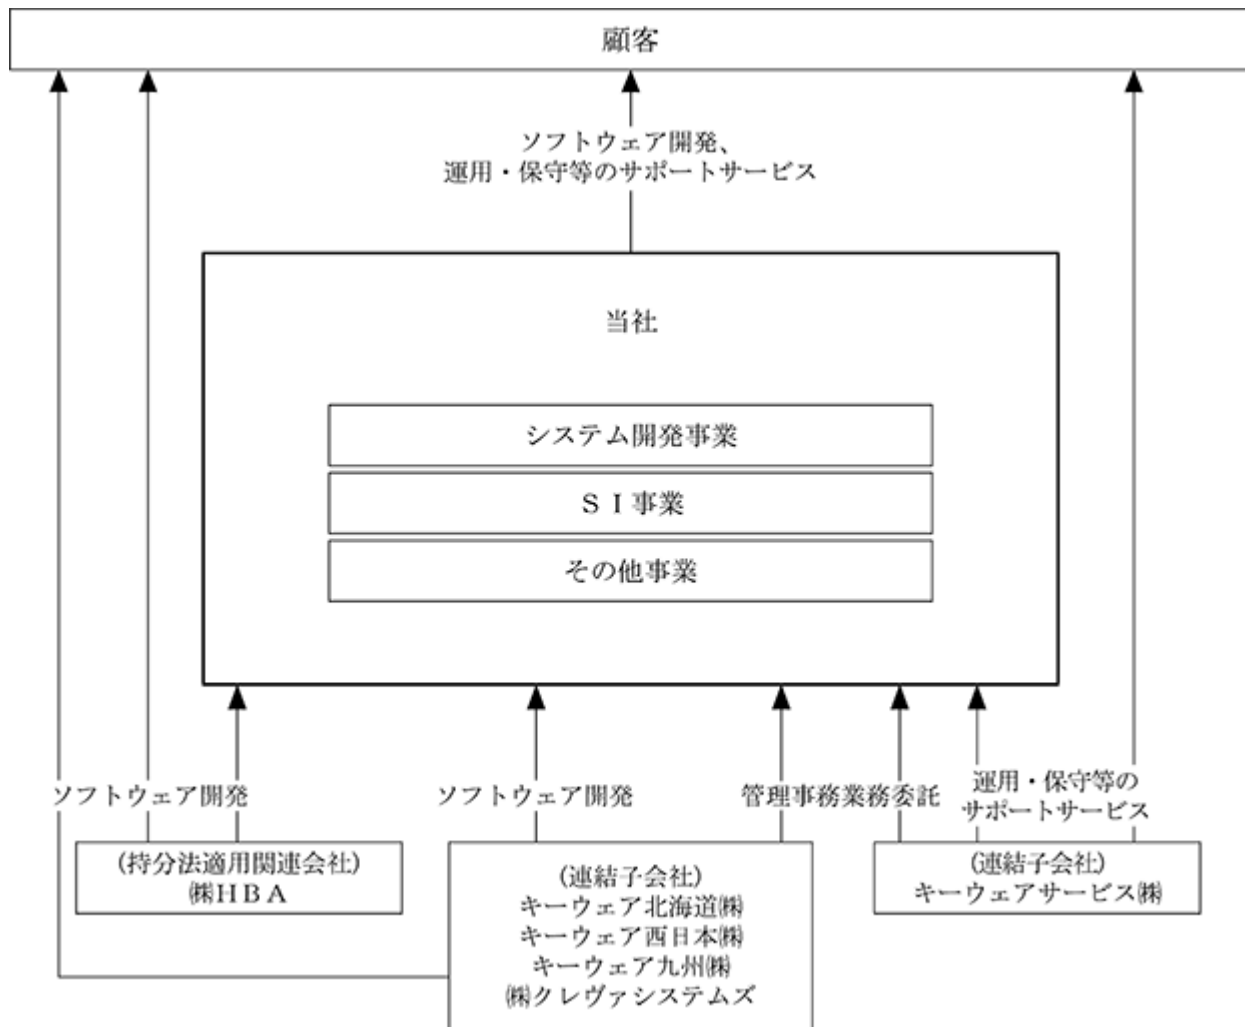 顧客
ソフトウェア開発、
運用・保守等のサポートサービス
当社
システム開発事業
ＳＩ事業
その他事業
ソフトウェア開発
ソフトウェア開発
管理事務業務委託
運用・保守等の
サポートサービス
(持分法適用関連会社)
㈱ＨＢＡ
(連結子会社)
キーウェア北海道㈱
キーウェア西日本㈱
キーウェア九州㈱
㈱クレヴァシステムズ
(連結子会社)
キーウェアサービス㈱